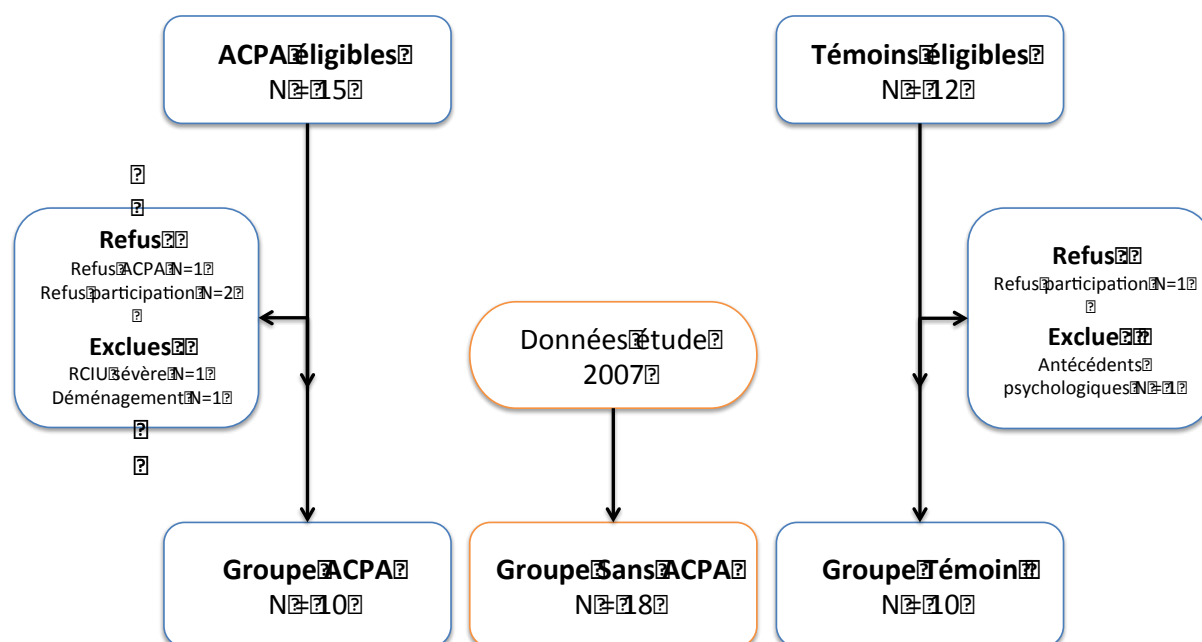 ACPA éligibles
N = 15
Témoins éligibles
N = 12
Refus
Refus ACPA N=1
Refus participation N=2
Exclues
RCIU sévère N=1
Déménagement N=1
Données étude
2007
Refus
Refus participation N=1
Exclue
Antécédents
psychologiques N = 1
Groupe ACPA
N = 10
Groupe Sans ACPA
N = 18
Groupe Témoin
N = 10